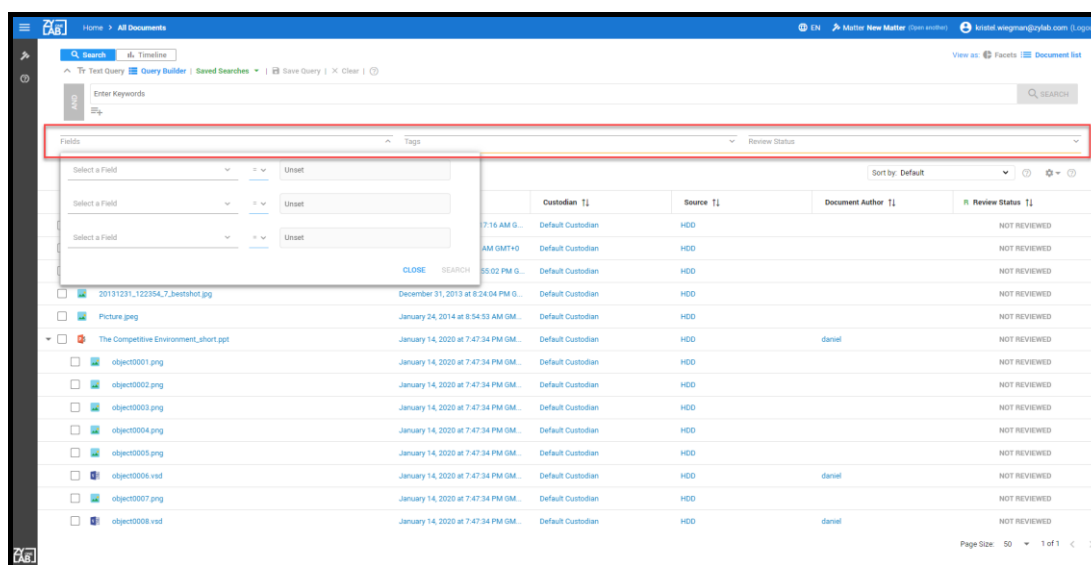 ZYLAB ONE
Home > All Documents
EN
Matter New Matter (Open another)
kristel.wiegman@zylab.com (Logou
Search
Timeline
View as: Facets Document list
Tr Text Query Query Builder | Saved Searches | Save Query | × Clear |
AND
Enter Keywords
SEARCH
Fields
Tags
Review Status
Select a Field = Unset
Select a Field = Unset
Select a Field = Unset
CLOSE SEARCH
Sort by: Default
Custodian Source Document Author R Review Status
7:16 AM G... Default Custodian HDD NOT REVIEWED
AM GMT+0 Default Custodian HDD NOT REVIEWED
55:02 PM G... Default Custodian HDD NOT REVIEWED
20131231_122354_7_bestshot.jpg December 31, 2013 at 8:24:04 PM G... Default Custodian HDD NOT REVIEWED
Picture.jpeg January 24, 2014 at 8:54:53 AM GM... Default Custodian HDD NOT REVIEWED
The Competitive Environment_short.ppt January 14, 2020 at 7:47:34 PM GM... Default Custodian HDD daniel NOT REVIEWED
object0001.png January 14, 2020 at 7:47:34 PM GM... Default Custodian HDD NOT REVIEWED
object0002.png January 14, 2020 at 7:47:34 PM GM... Default Custodian HDD NOT REVIEWED
object0003.png January 14, 2020 at 7:47:34 PM GM... Default Custodian HDD NOT REVIEWED
object0004.png January 14, 2020 at 7:47:34 PM GM... Default Custodian HDD NOT REVIEWED
object0005.png January 14, 2020 at 7:47:34 PM GM... Default Custodian HDD NOT REVIEWED
object0006.vsd January 14, 2020 at 7:47:34 PM GM... Default Custodian HDD daniel NOT REVIEWED
object0007.png January 14, 2020 at 7:47:34 PM GM... Default Custodian HDD NOT REVIEWED
object0008.vsd January 14, 2020 at 7:47:34 PM GM... Default Custodian HDD daniel NOT REVIEWED
Page Size: 50 1 of 1
ZYLAB